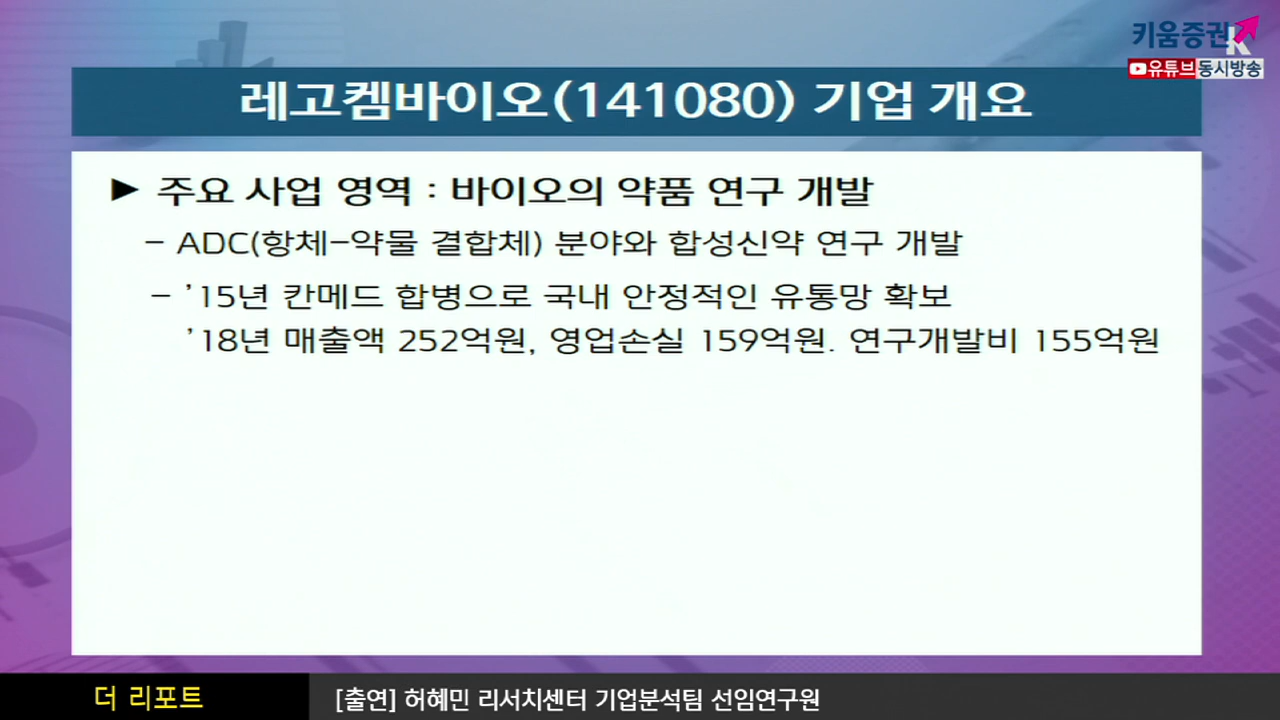 키움증권
K
유튜브 동시방송
레고켐바이오(141080) 기업 개요
▶ 주요 사업 영역 : 바이오의 약품 연구 개발
- ADC(항체-약물 결합체) 분야와 합성신약 연구 개발
- ’15년 칸메드 합병으로 국내 안정적인 유통망 확보
’18년 매출액 252억원, 영업손실 159억원. 연구개발비 155억원
더 리포트
[출연] 허혜민 리서치센터 기업분석팀 선임연구원